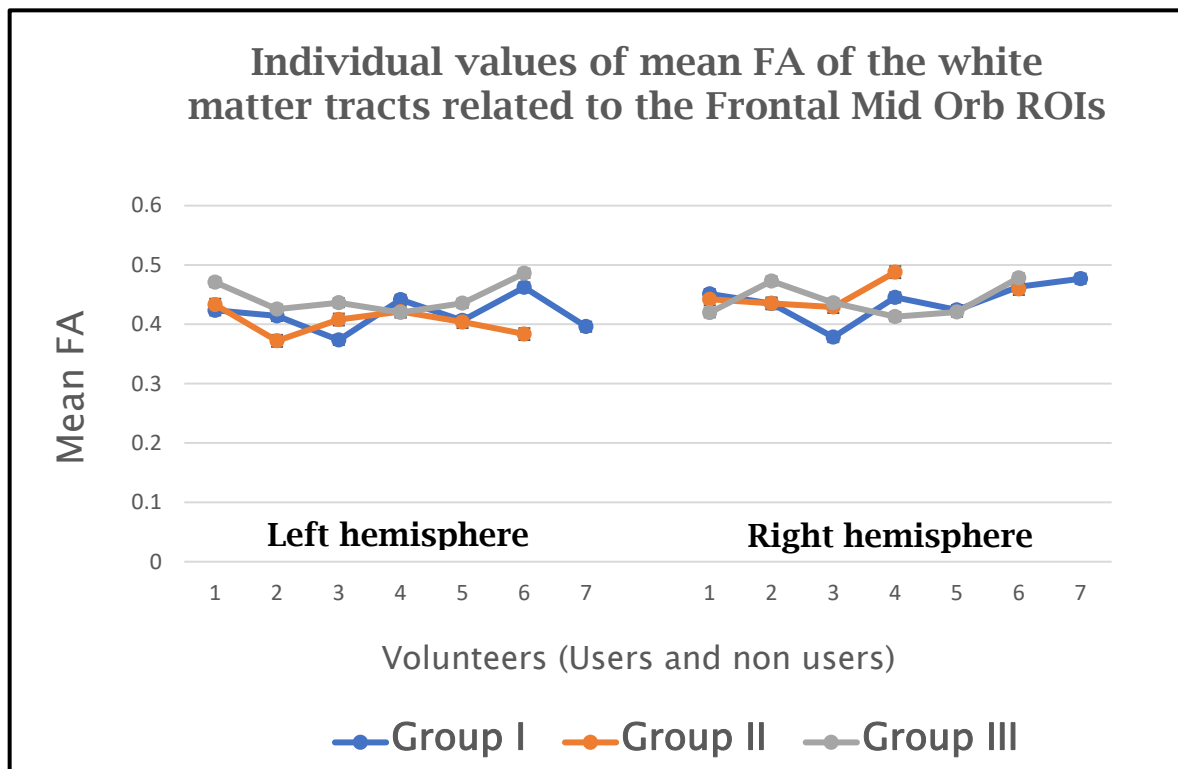 Individual values of mean FA of the white
matter tracts related to the Frontal Mid Orb ROIs
Mean FA
0.6
0.5
0.4
0.3
0.2
0.1
0
Left hemisphere
Right hemisphere
1 2 3 4 5 6 7 1 2 3 4 5 6 7
Volunteers (Users and non users)
Group I Group II Group III